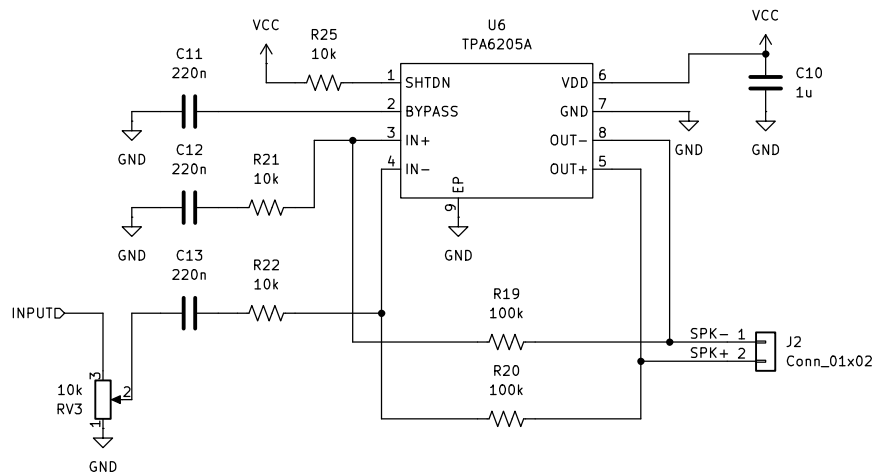 U6
TPA6205A
VCC
R25
10k
VCC
C11
220n
1 SHTDN
VDD 6
C10
1u
2 BYPASS
GND 7
GND
C12
220n
3 IN+
OUT- 8
GND
GND
R21
10k
4 IN-
OUT+ 5
EP
9
GND
GND
C13
220n
R22
10k
INPUT
R19
100k
SPK- 1
J2
SPK+ 2
Conn_01x02
R20
100k
3
10k
RV3
2
1
GND